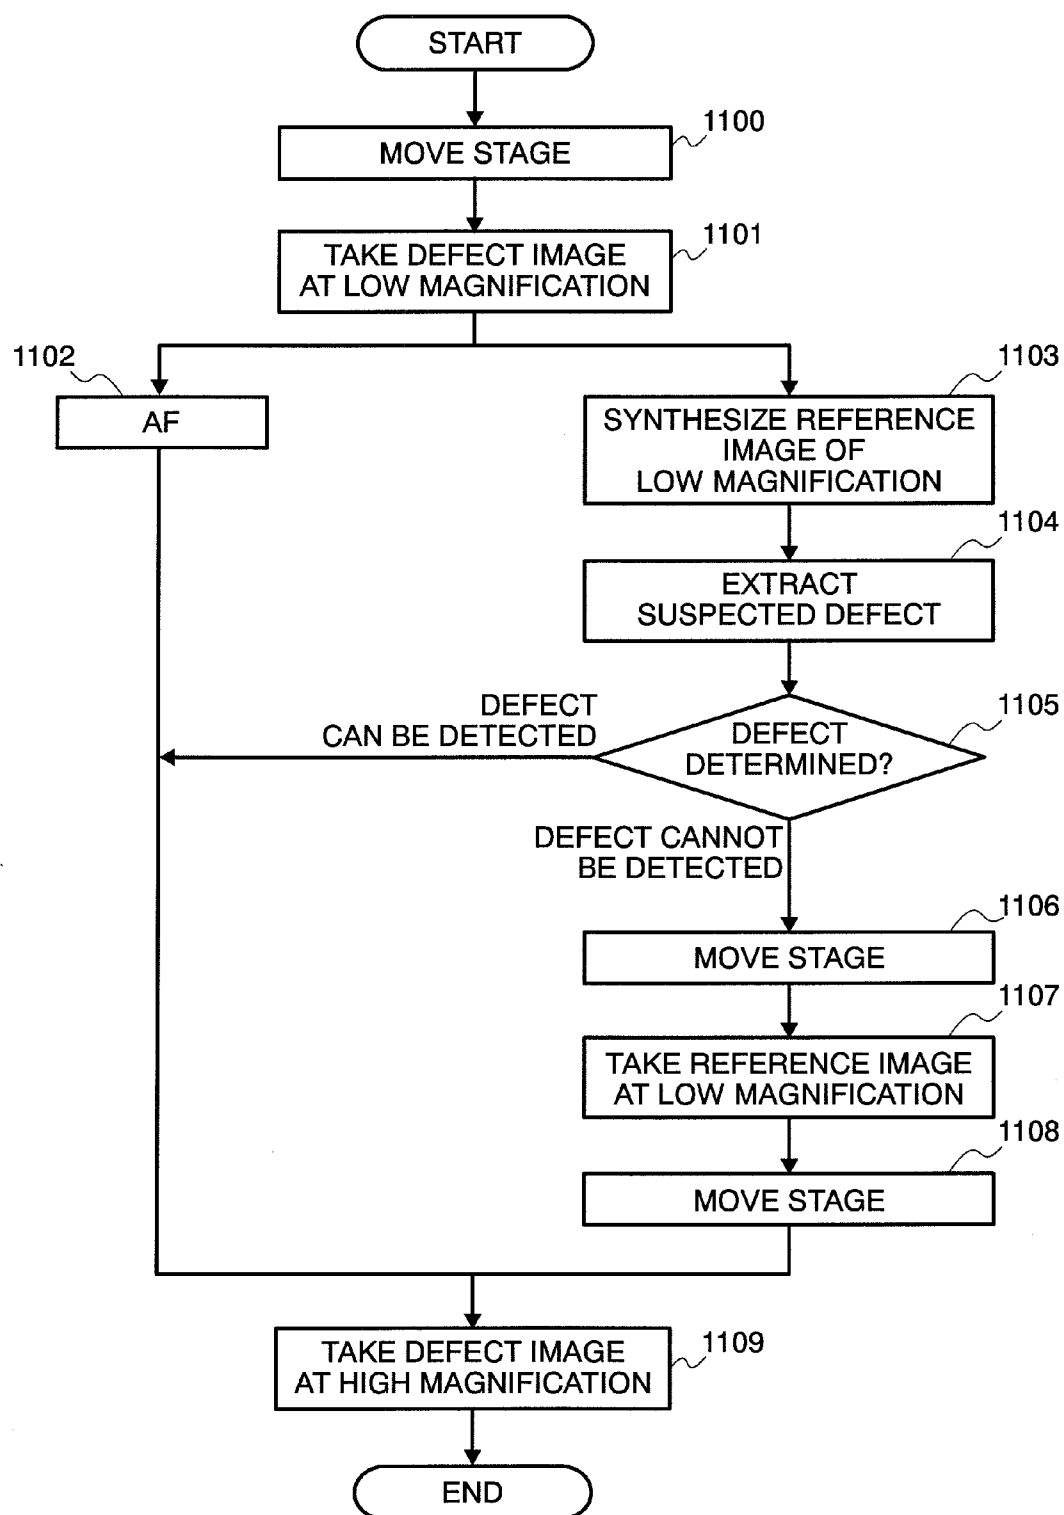 START
1100
MOVE STAGE
1101
TAKE DEFECT IMAGE
AT LOW MAGNIFICATION
1102
AF
1103
SYNTHESIZE REFERENCE
IMAGE OF
LOW MAGNIFICATION
1104
EXTRACT
SUSPECTED DEFECT
1105
DEFECT
DETERMINED?
DEFECT
CAN BE DETECTED
DEFECT CANNOT
BE DETECTED
1106
MOVE STAGE
1107
TAKE REFERENCE IMAGE
AT LOW MAGNIFICATION
1108
MOVE STAGE
1109
TAKE DEFECT IMAGE
AT HIGH MAGNIFICATION
END